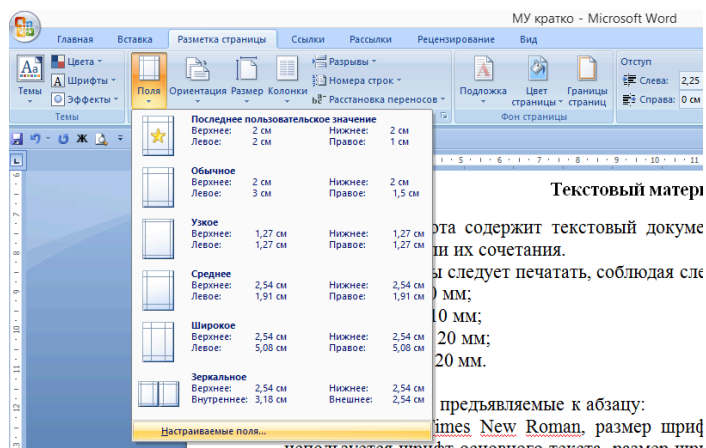 МУ кратко - Microsoft Word
Главная Вставка Разметка страницы Ссылки Рассылки Рецензирование Вид
Темы
Цвета
Шрифты
Эффекты
Темы
Поля Ориентация Размер Колонки
Разрывы
Номера строк
Расстановка переносов
Подложка Цвет страницы Границы страниц
Фон страницы
Отступ
Слева: 2,25
Справа: 0 см
Последнее пользовательское значение
Верхнее: 2 см Нижнее: 2 см
Левое: 2 см Правое: 1 см
Обычное
Верхнее: 2 см Нижнее: 2 см
Левое: 3 см Правое: 1,5 см
Узкое
Верхнее: 1,27 см Нижнее: 1,27 см
Левое: 1,27 см Правое: 1,27 см
Среднее
Верхнее: 2,54 см Нижнее: 2,54 см
Левое: 1,91 см Правое: 1,91 см
Широкое
Верхнее: 2,54 см Нижнее: 2,54 см
Левое: 5,08 см Правое: 5,08 см
Зеркальное
Верхнее: 2,54 см Нижнее: 2,54 см
Внутреннее: 3,18 см Внешнее: 2,54 см
Настраиваемые поля...
5 6 7 8 9 10 11
Текстовый матери
ота содержит текстовый докуме
ли их сочетания.
ы следует печатать, соблюдая сле
0 мм;
10 мм;
20 мм;
20 мм.
предъявляемые к абзацу:
imes New Roman, размер шриф